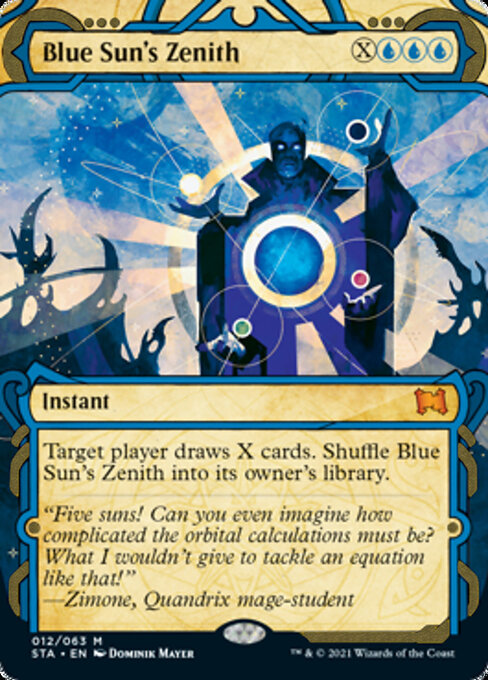 Blue Sun's Zenith X
Instant
Target player draws X cards. Shuffle Blue
Sun's Zenith into its owner's library.
"Five suns! Can you even imagine how
complicated the orbital calculations must be?
What I wouldn't give to tackle an equation
like that!"
—Zimone, Quandrix mage-student
012/063 M
STA • EN Dominik Mayer
™ & © 2021 Wizards of the Coast